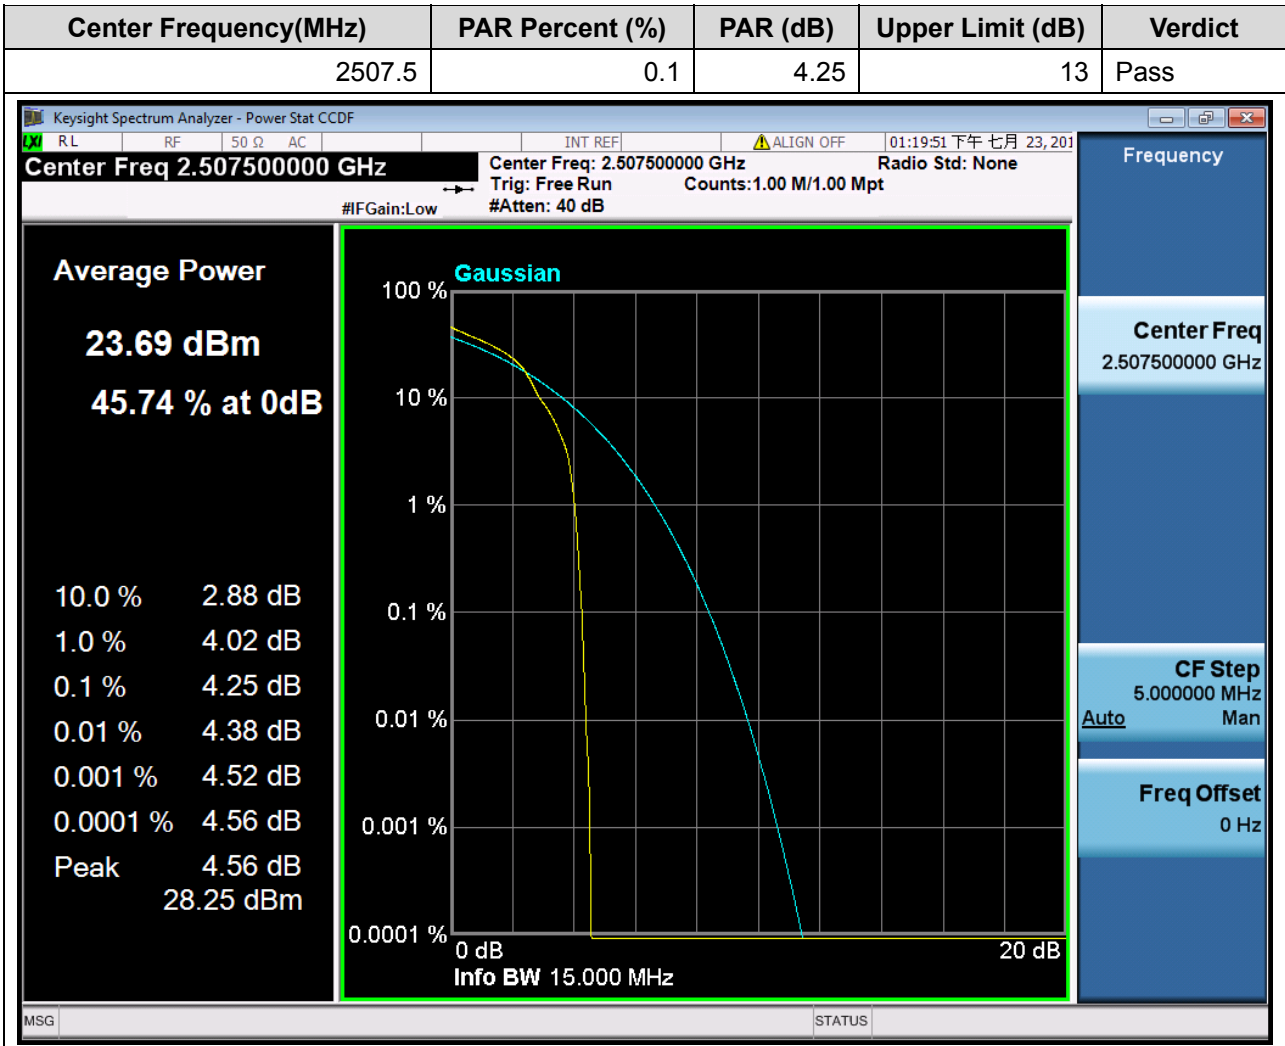 Center Frequency(MHz) PAR Percent (%) PAR (dB) Upper Limit (dB) Verdict
2507.5 0.1 4.25 13 Pass
Keysight Spectrum Analyzer - Power Stat CCDF
LXI RL RF 50 Ω AC INT REF ALIGN OFF 01:19:51 下午 七月 23, 201
Center Freq 2.507500000 GHz
Center Freq: 2.507500000 GHz Radio Std: None
Trig: Free Run Counts:1.00 M/1.00 Mpt
#IFGain:Low #Atten: 40 dB
Frequency
Average Power
23.69 dBm
45.74 % at 0dB
10.0 % 2.88 dB
1.0 % 4.02 dB
0.1 % 4.25 dB
0.01 % 4.38 dB
0.001 % 4.52 dB
0.0001 % 4.56 dB
Peak 4.56 dB
28.25 dBm
Gaussian
100 %
10 %
1 %
0.1 %
0.01 %
0.001 %
0.0001 %
0 dB 20 dB
Info BW 15.000 MHz
Center Freq
2.507500000 GHz
CF Step
5.000000 MHz
Auto Man
Freq Offset
0 Hz
MSG STATUS